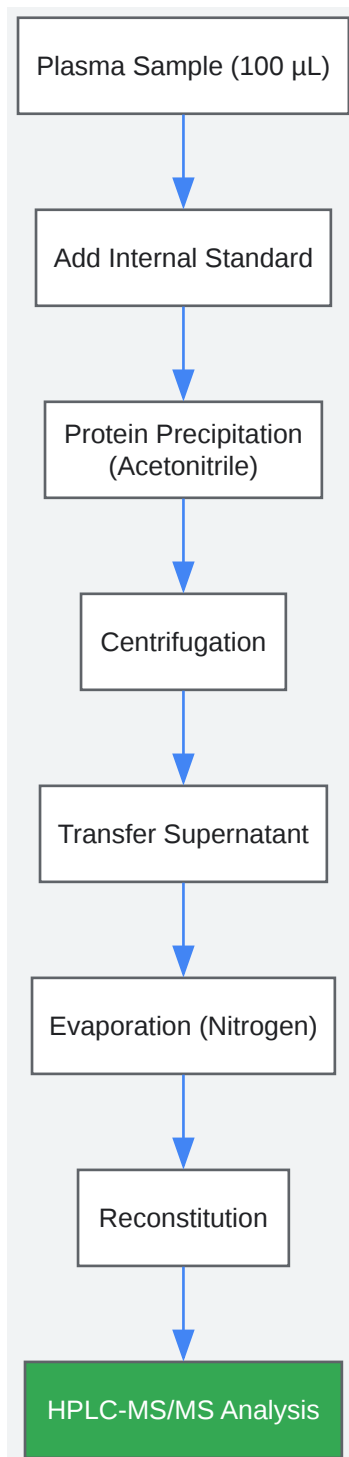 Plasma Sample (100 µL)
Add Internal Standard
Protein Precipitation
(Acetonitrile)
Centrifugation
Transfer Supernatant
Evaporation (Nitrogen)
Reconstitution
HPLC-MS/MS Analysis